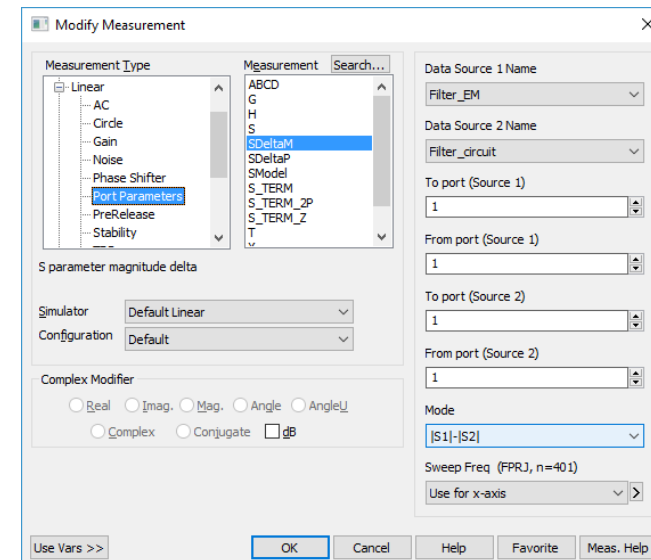 Modify Measurement
Measurement Type
Linear
AC
Circle
Gain
Noise
Phase Shifter
Port Parameters
PreRelease
Stability
Measurement Search...
ABCD
G
H
S
SDeltaM
SDeltaP
SModel
S_TERM
S_TERM_2P
S_TERM_Z
T
S parameter magnitude delta
Simulator Default Linear
Configuration Default
Complex Modifier
Real Imag. Mag. Angle AngleU
Complex Conjugate dB
Data Source 1 Name
Filter_EM
Data Source 2 Name
Filter_circuit
To port (Source 1)
1
From port (Source 1)
1
To port (Source 2)
1
From port (Source 2)
1
Mode
|S1|-|S2|
Sweep Freq (FPRJ, n=401)
Use for x-axis >
Use Vars >> OK Cancel Help Favorite Meas. Help